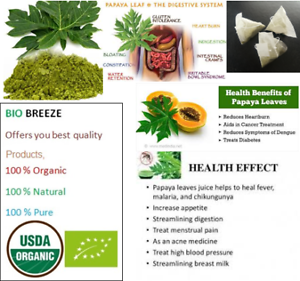 PAPAYA LEAF & THE DIGESTIVE SYSTEM
GLUTEN INTOLERANCE
HEARTBURN
BLOATING
INDIGESTION
CONSTIPATE
INTESTINAL TRACT
WATER RETENTION
IRRITABLE BOWL SYNDROME
Health Benefits of
Papaya Leaves
Reduces Heartburn
Aids in Cancer Treatment
Reduces Symptoms of Dengue
Treats Diabetes
BIO BREEZE
Offers you best quality
Products,
100 % Organic
100 % Natural
100 % Pure
USDA
ORGANIC
HEALTH EFFECT
• Papaya leaves juice helps to heal fever,
malaria, and chikungunya
• Increase appetite
• Streamlining digestion
• Treat menstrual pain
• As an acne medicine
• Treat high blood pressure
• Streamlining breast milk